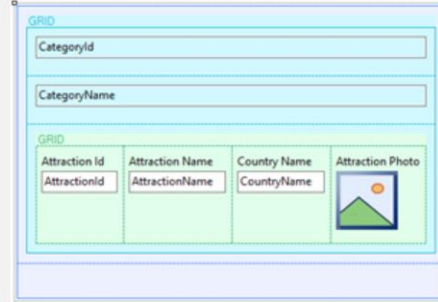 GRID
CategoryId
CategoryName
GRID
Attraction Id Attraction Name Country Name Attraction Photo
AttractionId AttractionName CountryName